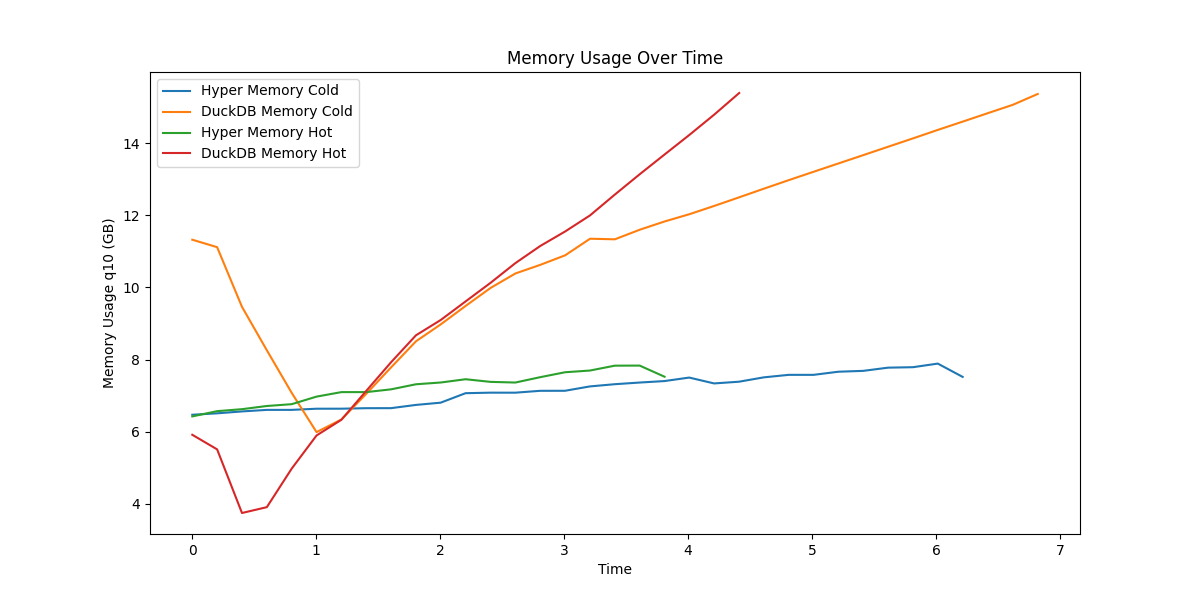 Memory Usage Over Time
Hyper Memory Cold
DuckDB Memory Cold
Hyper Memory Hot
DuckDB Memory Hot
Memory Usage q10 (GB)
14
12
10
8
6
4
0 1 2 3 4 5 6 7
Time